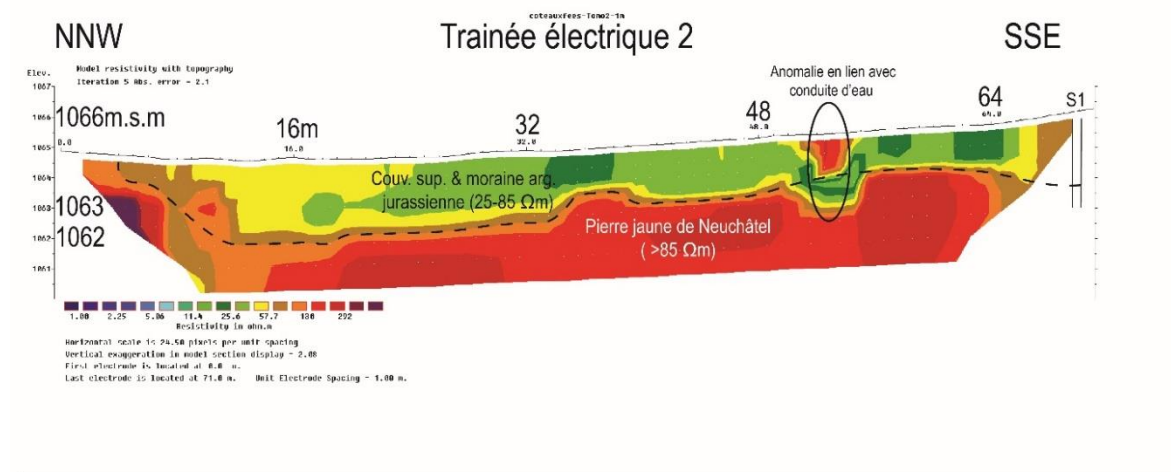 coteauxfees-Tomo2-1m
NNW
Trainée électrique 2
SSE
Model resistivity with topography
Iteration 5 Abs. error = 2.1
Elev.
Anomalie en lien avec
conduite d'eau
1067
1066
1066m.s.m
16m
32
48
64
S1
0.0
16.0
32.0
48.0
64.0
1065
1064
1063
1063
1062
1062
1061
Couv. sup. & moraine arg.
jurassienne (25-85 Ωm)
Pierre jaune de Neuchâtel
( >85 Ωm)
1.00 2.25 5.06 11.4 25.6 57.7 130 292
Resistivity in ohm.m
Horizontal scale is 24.50 pixels per unit spacing
Vertical exaggeration in model section display = 2.08
First electrode is located at 0.0 m.
Last electrode is located at 71.0 m. Unit Electrode Spacing = 1.00 m.